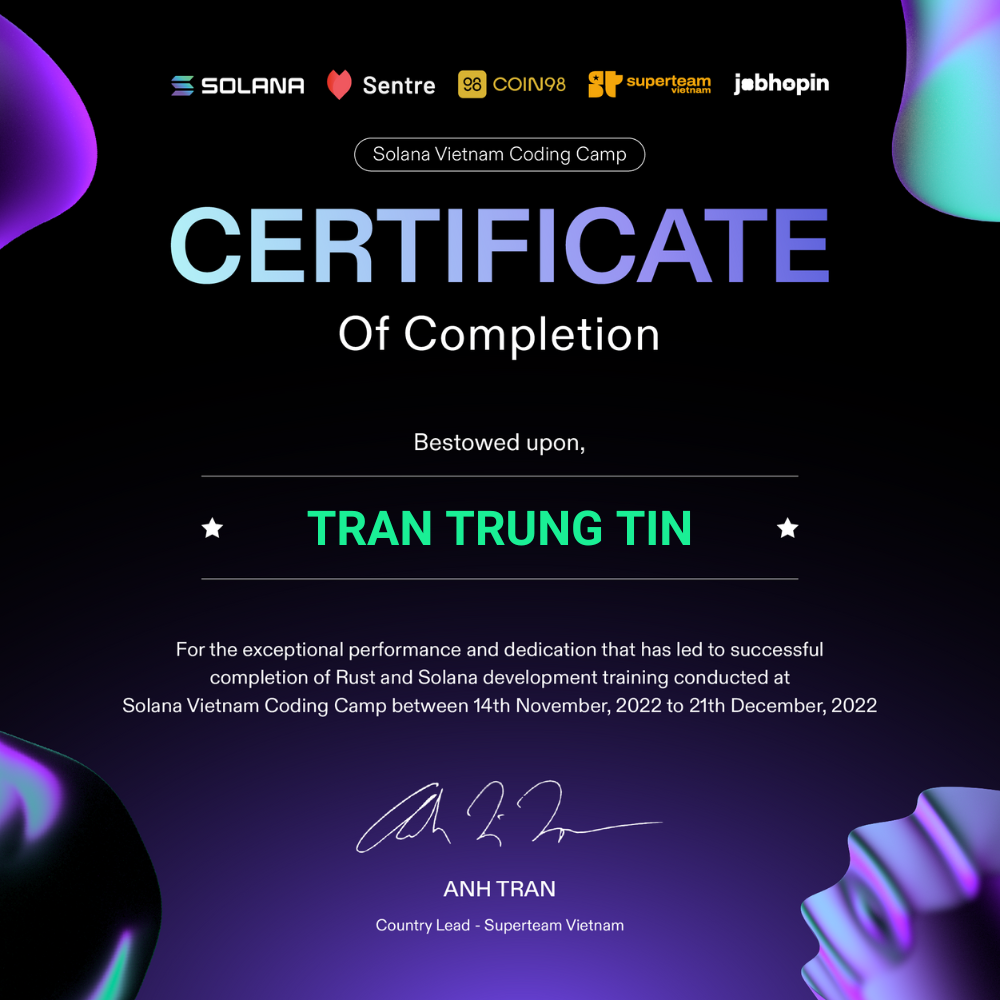 SOLANA Sentre 98 COIN98 superteam vietnam jobhopin
Solana Vietnam Coding Camp
CERTIFICATE
Of Completion
Bestowed upon,
TRAN TRUNG TIN
For the exceptional performance and dedication that has led to successful
completion of Rust and Solana development training conducted at
Solana Vietnam Coding Camp between 14th November, 2022 to 21th December, 2022
ANH TRAN
Country Lead - Superteam Vietnam